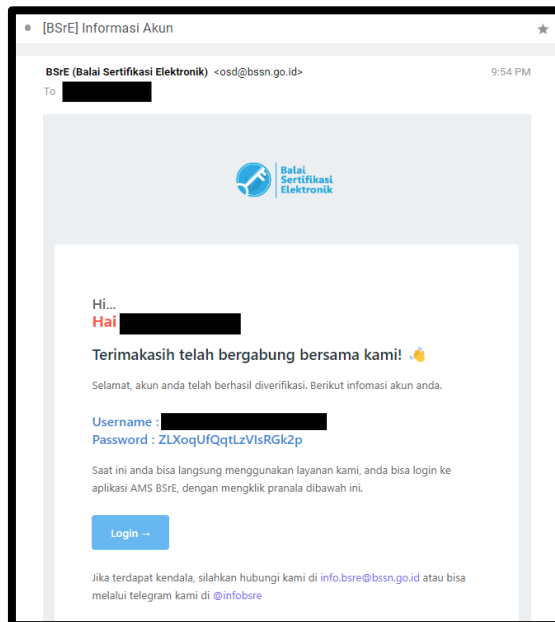 [BSrE] Informasi Akun
BSrE (Balai Sertifikasi Elektronik) <osd@bssn.go.id> 9:54 PM
To
Balai
Sertifikasi
Elektronik
Hi...
Hai
Terimakasih telah bergabung bersama kami!
Selamat, akun anda telah berhasil diverifikasi. Berikut infomasi akun anda.
Username :
Password : ZLXoqUfQqtLzVIsRGk2p
Saat ini anda bisa langsung menggunakan layanan kami, anda bisa login ke
aplikasi AMS BSrE, dengan mengklik pranala dibawah ini.
Login →
Jika terdapat kendala, silahkan hubungi kami di info.bsre@bssn.go.id atau bisa
melalui telegram kami di @infobsre